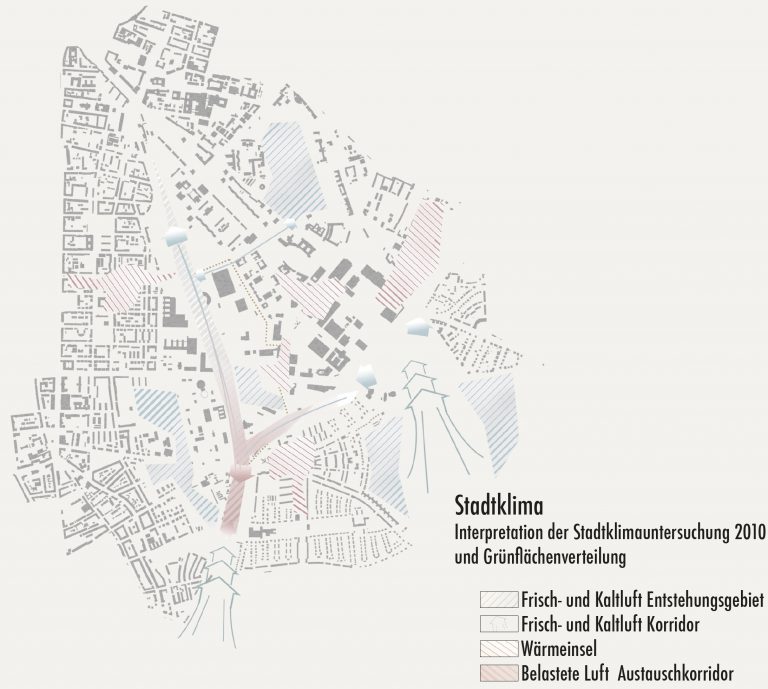 Stadtklima
Interpretation der Stadtklimauntersuchung 2010
und Grünflächenverteilung
Frisch- und Kaltluft Entstehungsgebiet
Frisch- und Kaltluft Korridor
Wärmeinsel
Belastete Luft Austauschkorridor